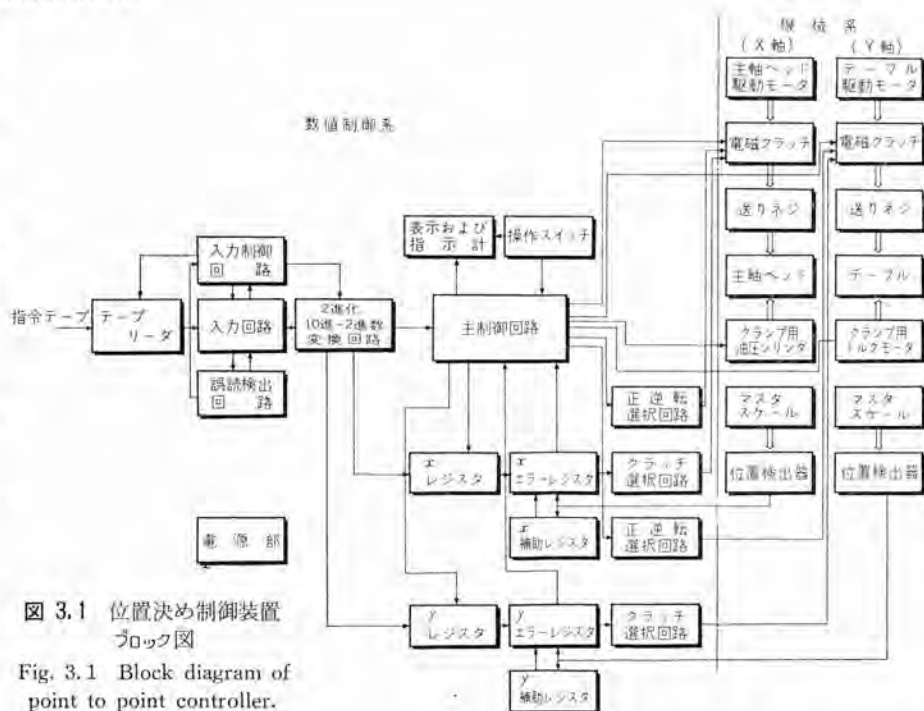 機械系
(X軸)
(Y軸)
主軸ヘッド
駆動モータ
テーブル
駆動モータ
数値制御系
電磁クラッチ
電磁クラッチ
送りネジ
送りネジ
表示および
指示計
操作スイッチ
入力制御
回路
主軸ヘッド
テーブル
指令テープ
テープ
リーダ
入力回路
2進化
10進-2進数
変換回路
主制御回路
クランプ用
油圧シリンダ
クランプ用
トルクモータ
誤読検出
回路
正逆転
選択回路
マスタ
スケール
マスタ
スケール
x
レジスタ
x
エラーレジスタ
クラッチ
選択回路
位置検出器
位置検出器
電源部
x
補助レジスタ
正逆転
選択回路
y
レジスタ
y
エラーレジスタ
クラッチ
選択回路
y
補助レジスタ
図 3.1 位置決め制御装置
ブロック図
Fig. 3.1 Block diagram of
point to point controller.